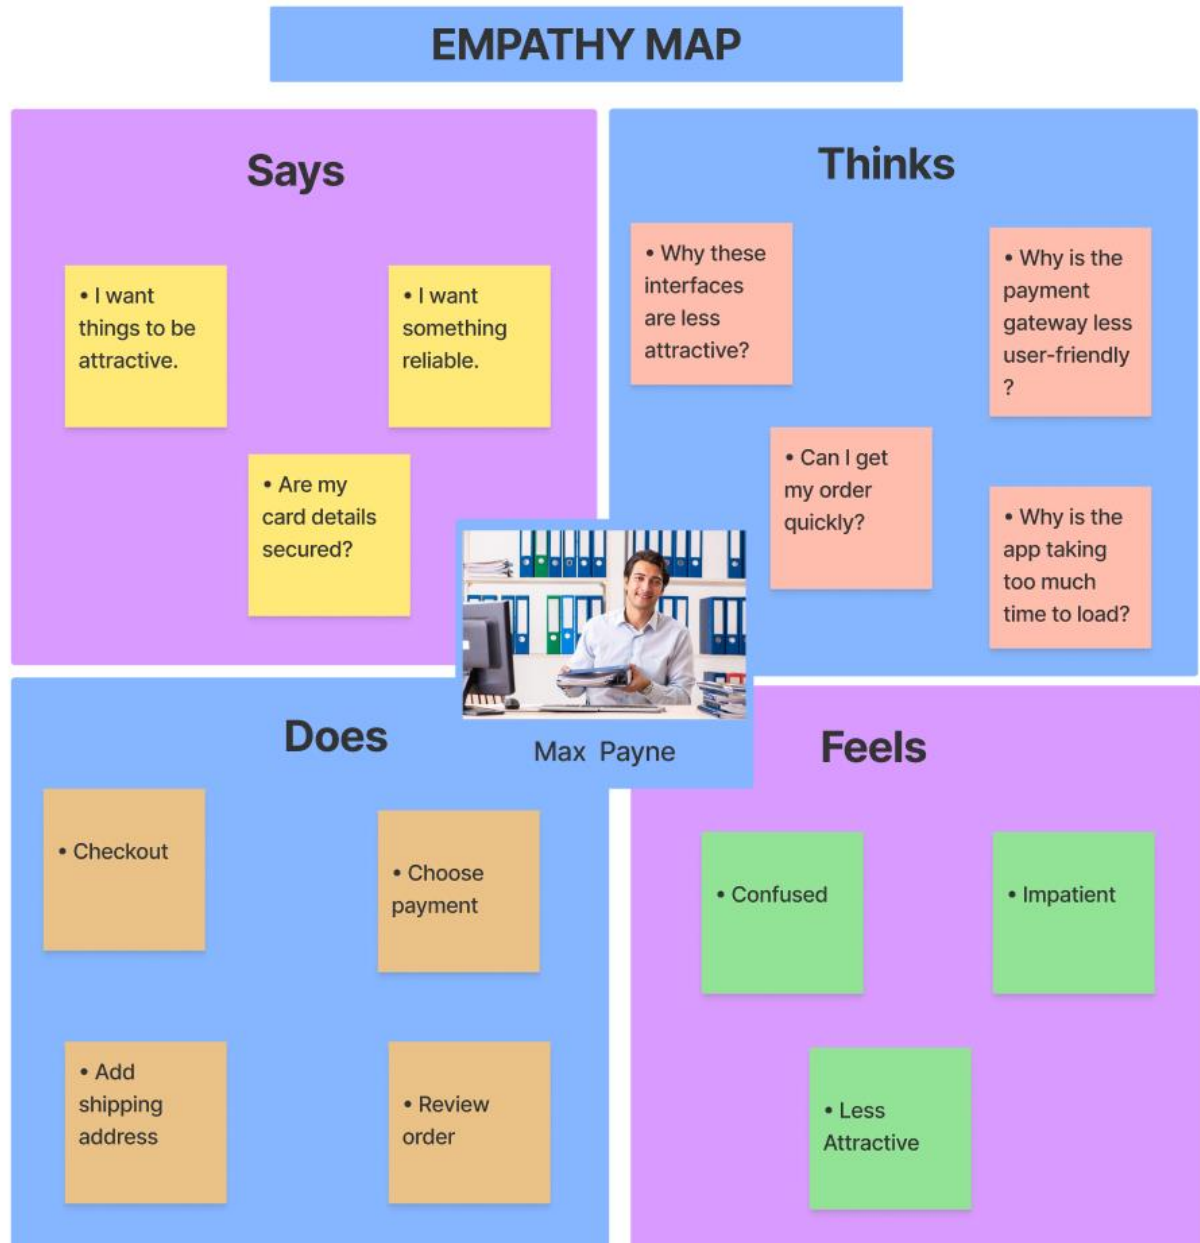 EMPATHY MAP
Says
• I want
things to be
attractive.
• I want
something
reliable.
• Are my
card details
secured?
Thinks
• Why these
interfaces
are less
attractive?
• Why is the
payment
gateway less
user-friendly
?
• Can I get
my order
quickly?
• Why is the
app taking
too much
time to load?
Max Payne
Does
• Checkout
• Choose
payment
• Add
shipping
address
• Review
order
Feels
• Confused
• Impatient
• Less
Attractive